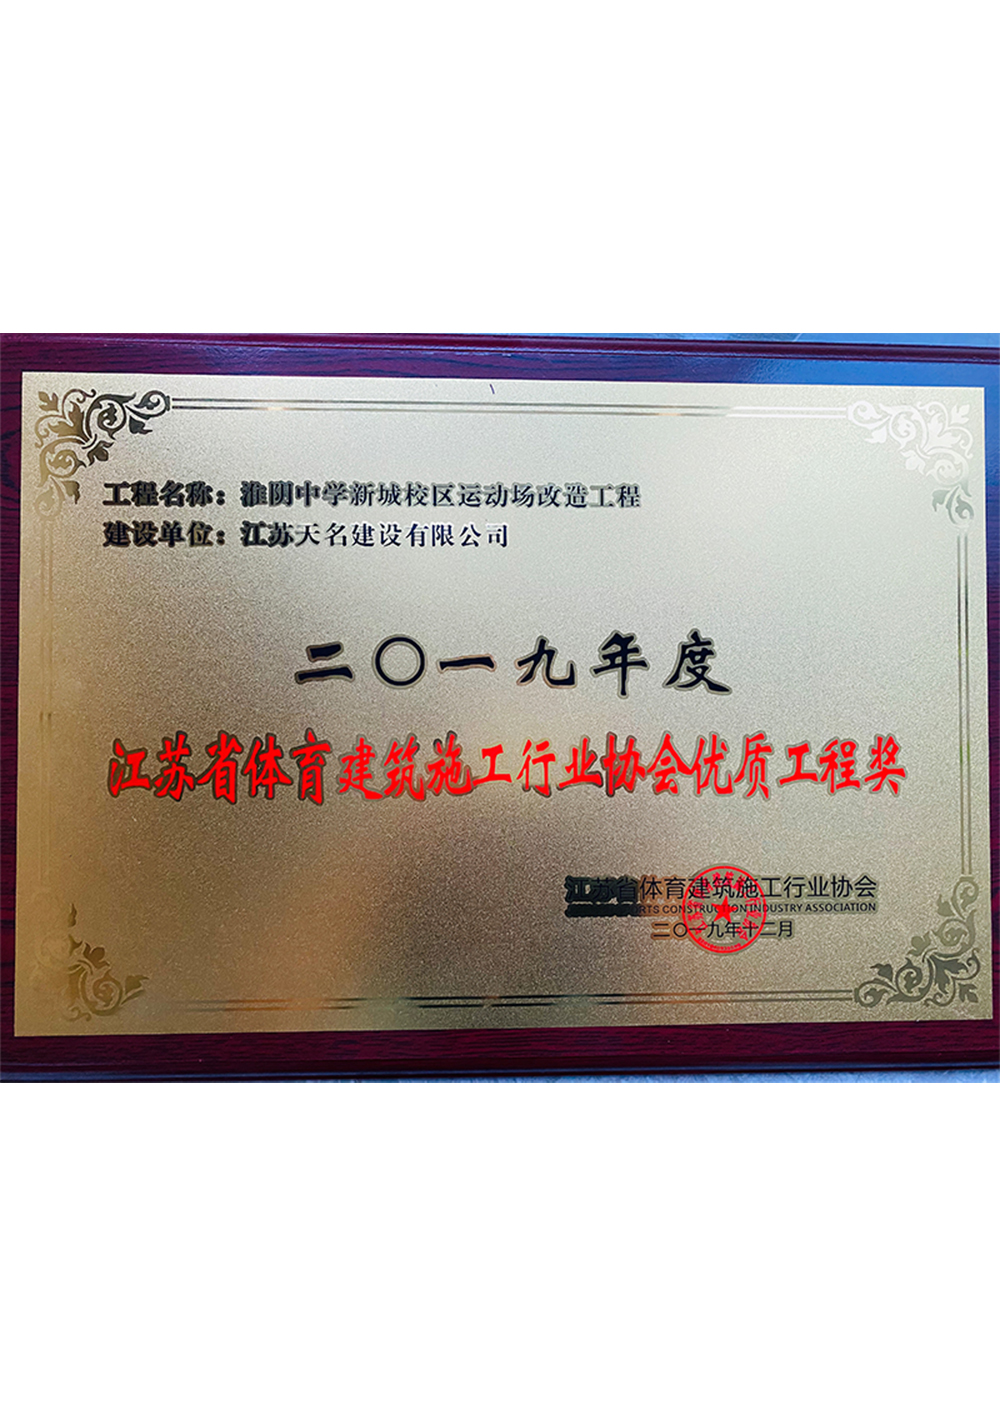 工程名称：淮阴中学新城校区运动场改造工程
建设单位：江苏天名建设有限公司
二〇一九年度
江苏省体育建筑施工行业协会优质工程奖
江苏省体育建筑施工行业协会
CONSTRUCTION INDUSTRY ASSOCIATION
二〇一九年十二月